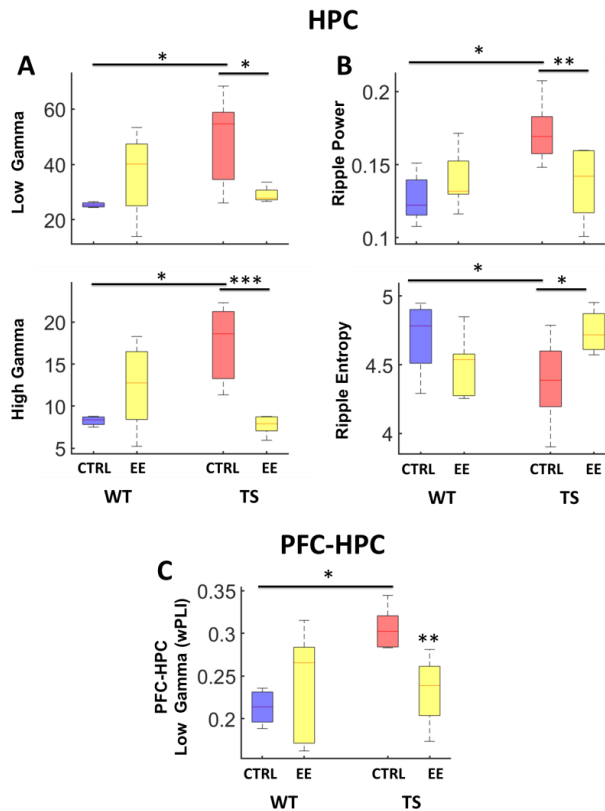 HPC
A
*
*
Low Gamma
60
40
20
B
*
**
Ripple Power
0.2
0.15
0.1
*
***
High Gamma
20
15
10
5
CTRL EE CTRL EE
WT TS
*
*
Ripple Entropy
5
4.5
4
CTRL EE CTRL EE
WT TS
PFC-HPC
C
*
**
PFC-HPC
Low Gamma (wPLI)
0.35
0.3
0.25
0.2
CTRL EE CTRL EE
WT TS